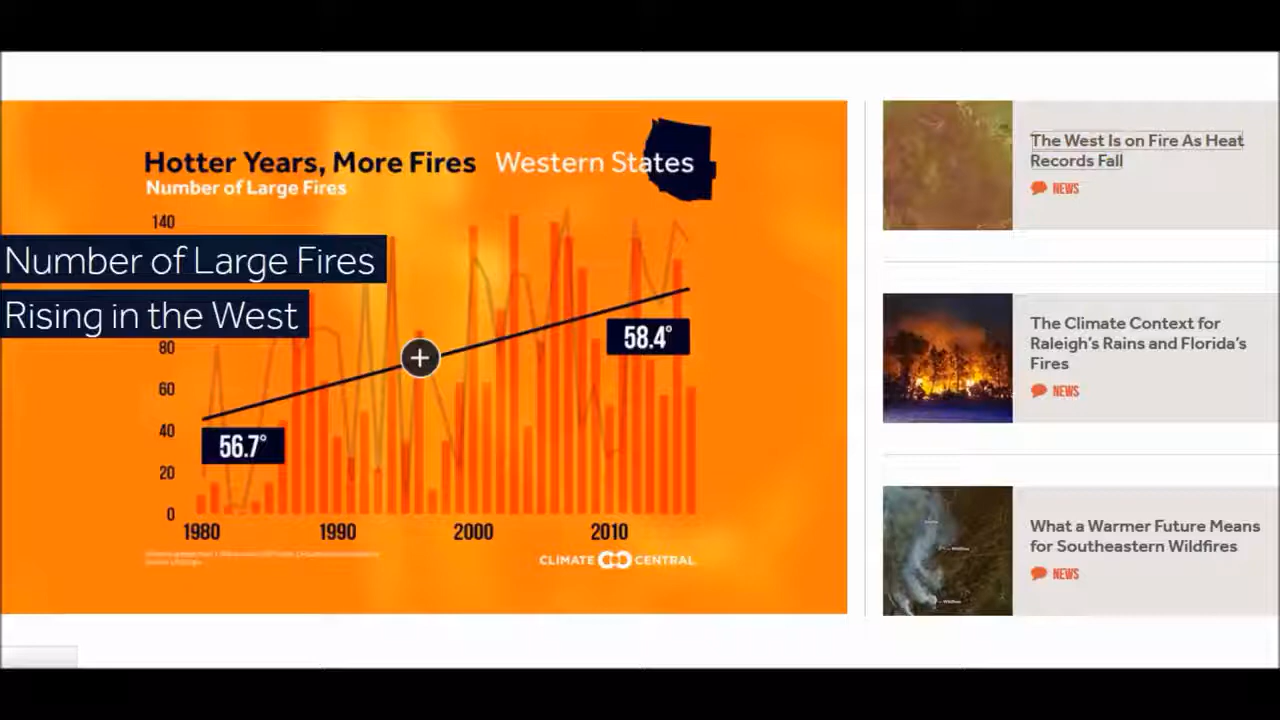 Hotter Years, More Fires Western States
Number of Large Fires
140
Number of Large Fires
Rising in the West
80
60
40
20
0
58.4°
56.7°
1980 1990 2000 2010
CLIMATE CENTRAL
The West Is on Fire As Heat
Records Fall
NEWS
The Climate Context for
Raleigh's Rains and Florida's
Fires
NEWS
What a Warmer Future Means
for Southeastern Wildfires
NEWS